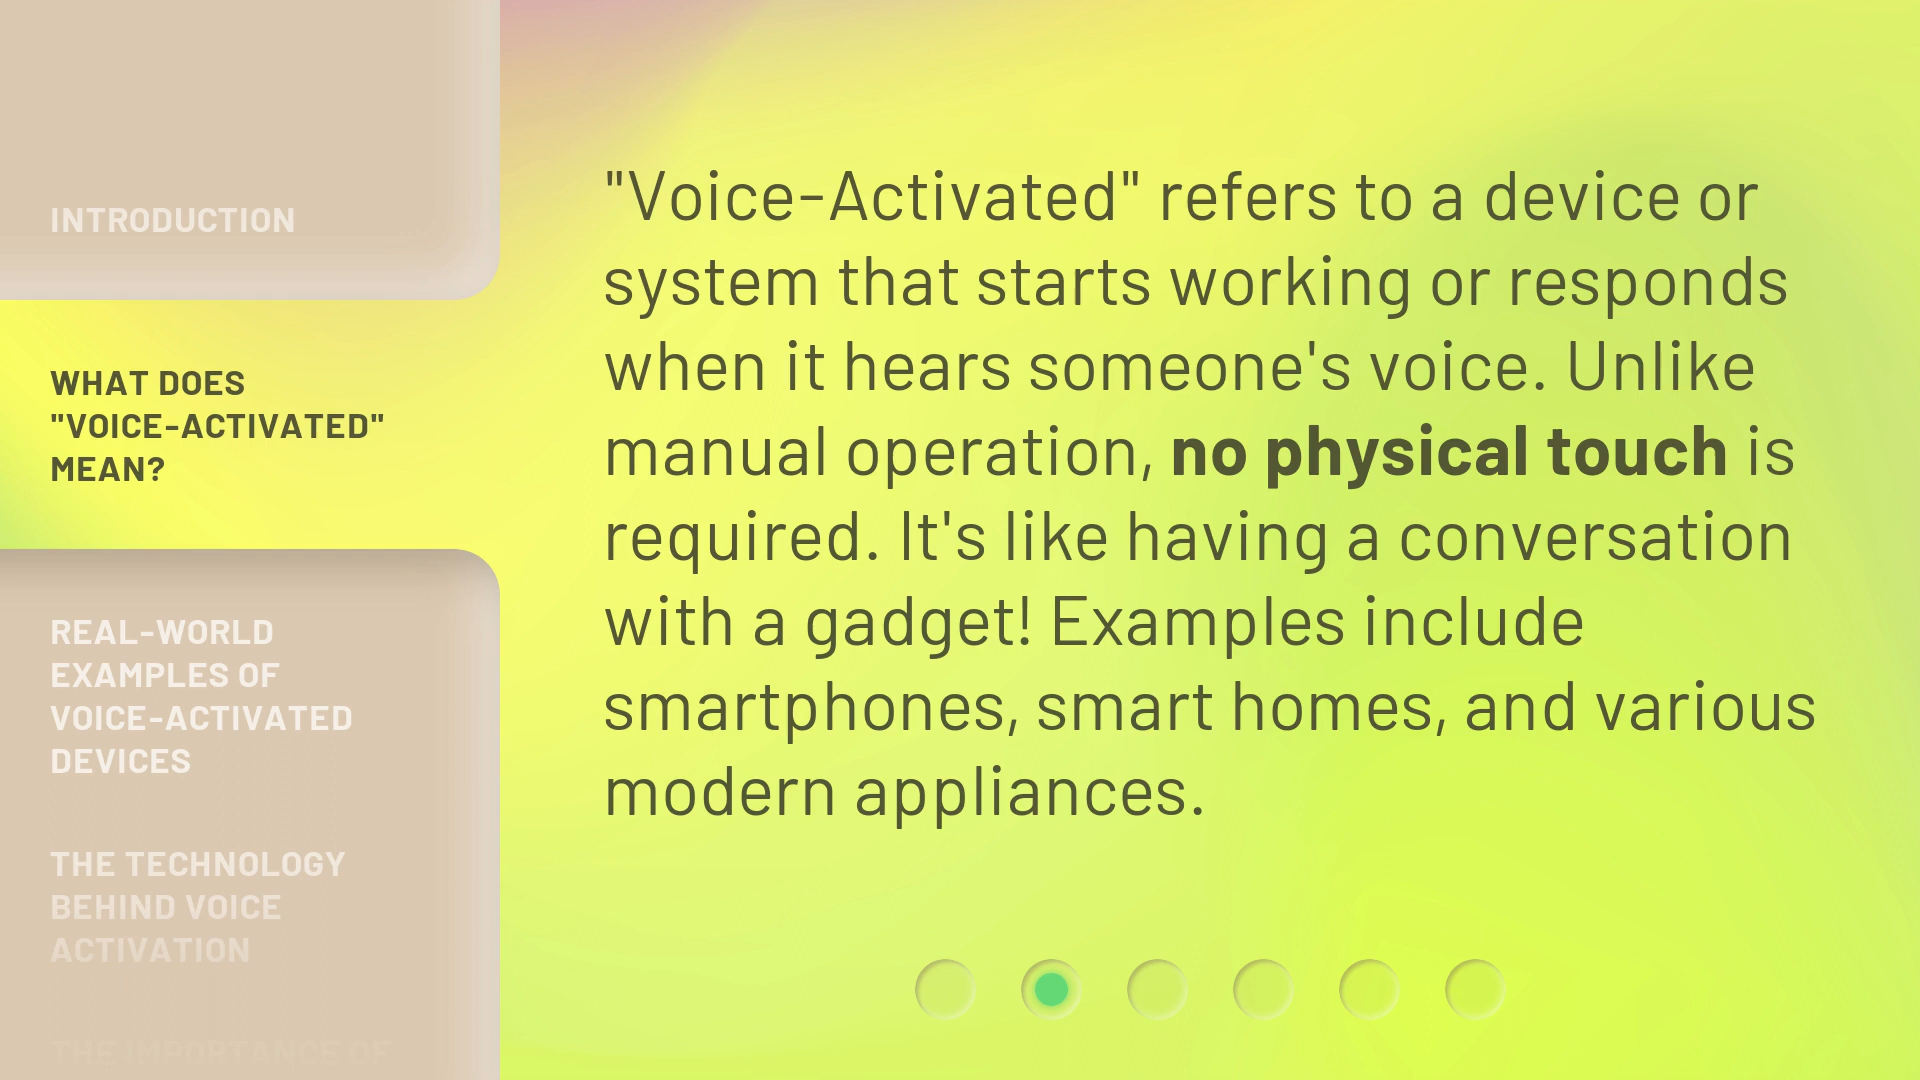 INTRODUCTION
WHAT DOES
"VOICE-ACTIVATED"
MEAN?
REAL-WORLD
EXAMPLES OF
VOICE-ACTIVATED
DEVICES
THE TECHNOLOGY
BEHIND VOICE
ACTIVATION
THE IMPORTANCE OF
"Voice-Activated" refers to a device or
system that starts working or responds
when it hears someone's voice. Unlike
manual operation, no physical touch is
required. It's like having a conversation
with a gadget! Examples include
smartphones, smart homes, and various
modern appliances.